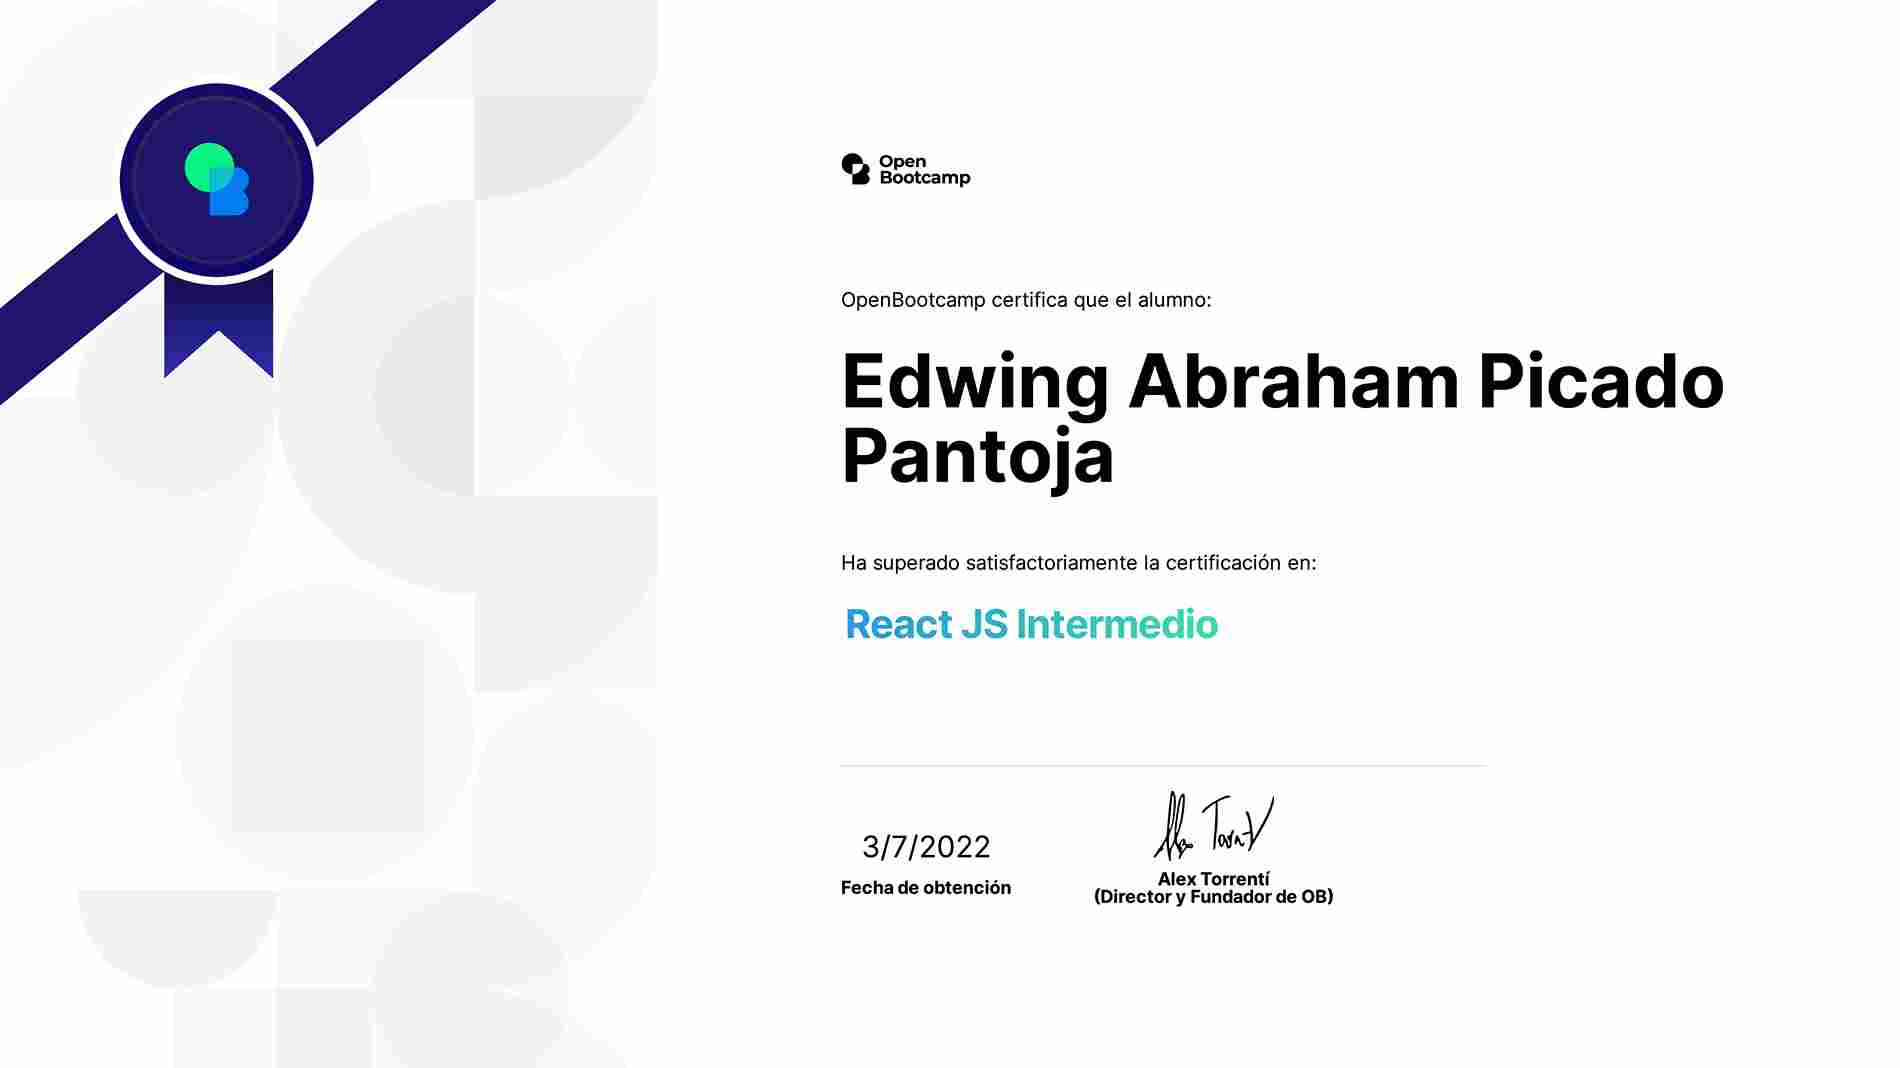 Open
Bootcamp
OpenBootcamp certifica que el alumno:
Edwing Abraham Picado
Pantoja
Ha superado satisfactoriamente la certificación en:
React JS Intermedio
3/7/2022
Fecha de obtención
Alex Torrentí
(Director y Fundador de OB)